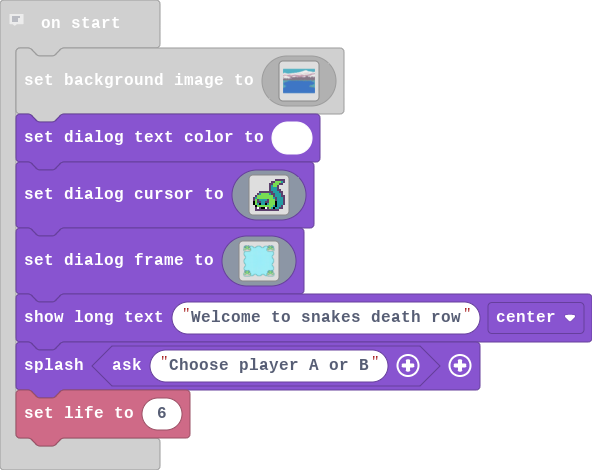 on start
set background image to
set dialog text color to
set dialog cursor to
set dialog frame to
show long text "Welcome to snakes death row" center
splash ask "Choose player A or B"
set life to 6